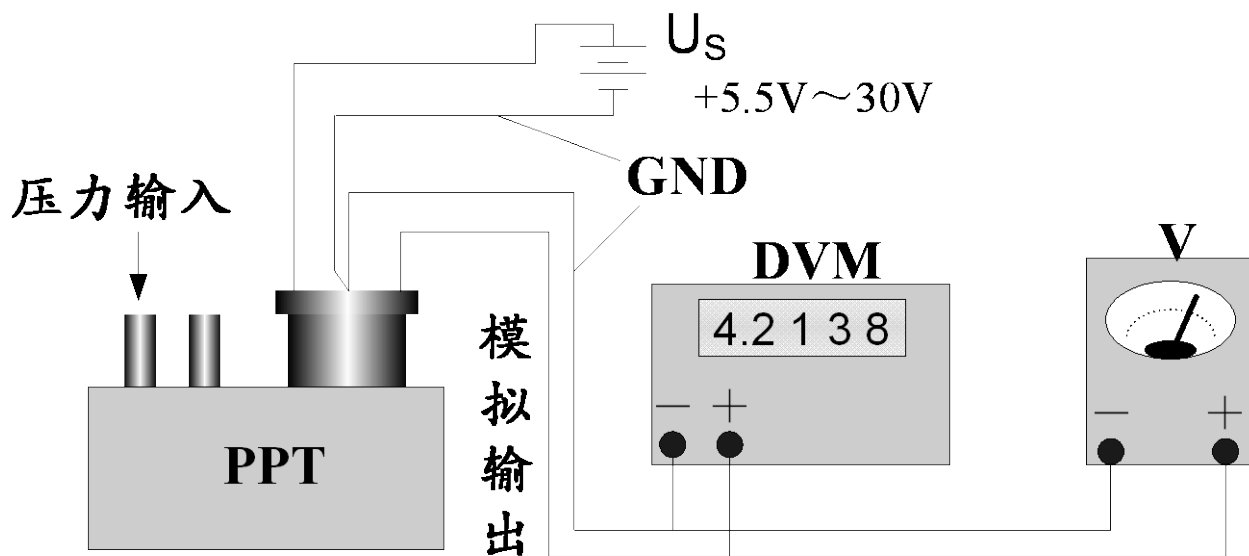 US
+5.5V～30V
GND
压力输入
DVM
V
4.2138
模拟输出
− +
− +
PPT